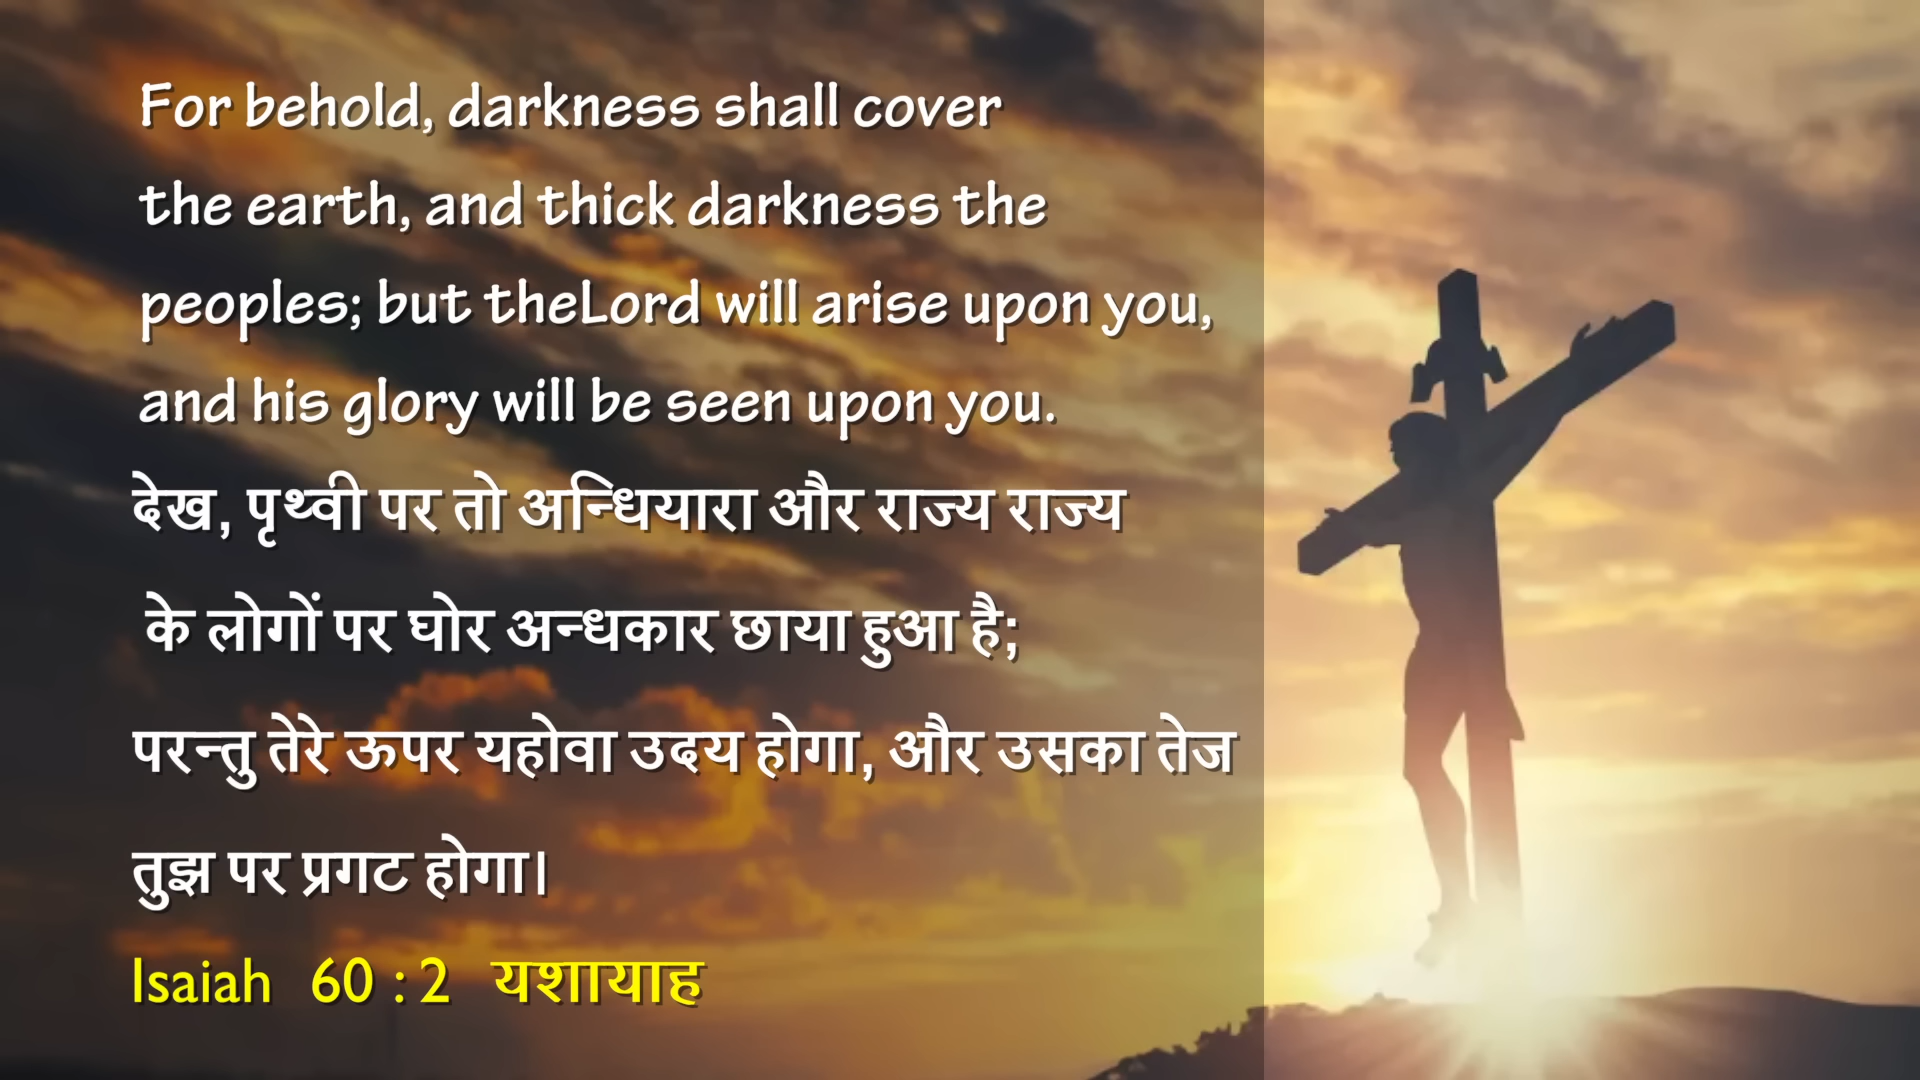 For behold, darkness shall cover
the earth, and thick darkness the
peoples; but theLord will arise upon you,
and his glory will be seen upon you.
देख, पृथ्वी पर तो अन्धियारा और राज्य राज्य
के लोगों पर घोर अन्धकार छाया हुआ है;
परन्तु तेरे ऊपर यहोवा उदय होगा, और उसका तेज
तुझ पर प्रगट होगा।
Isaiah 60 : 2 यशायाह